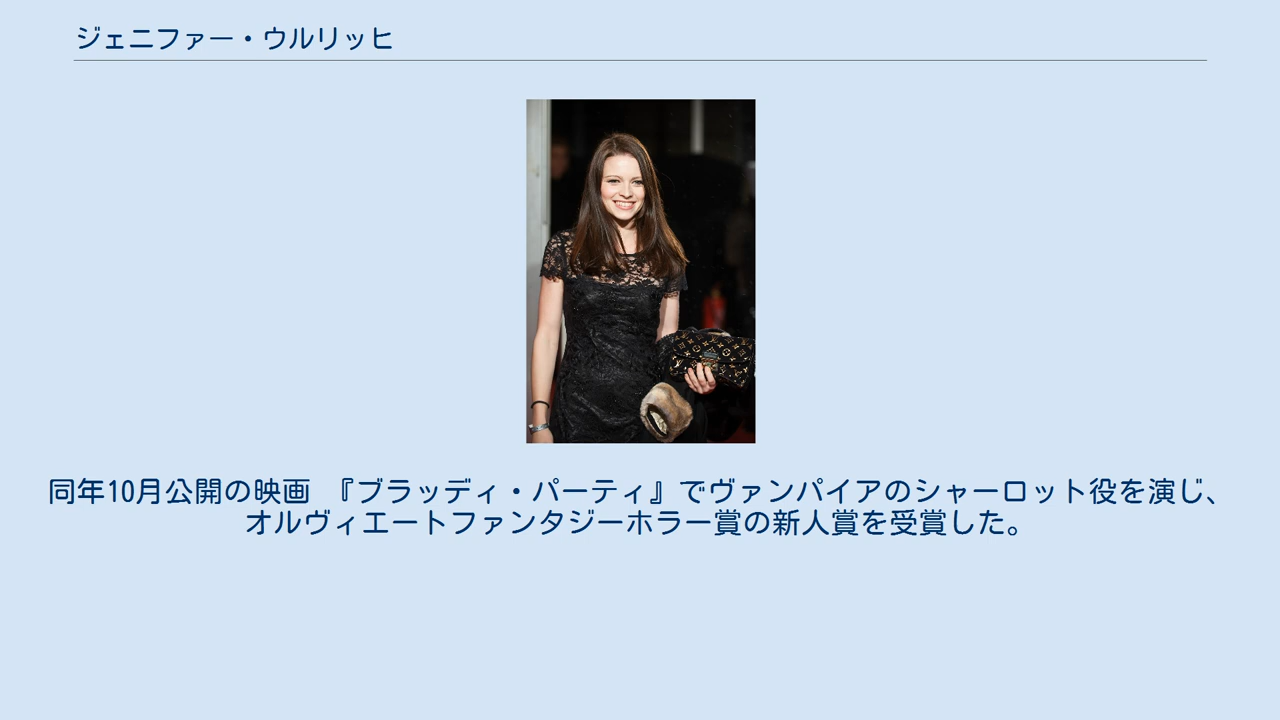 ジェニファー・ウルリッヒ
同年10月公開の映画 『ブラッディ・パーティ』でヴァンパイアのシャーロット役を演じ、
オルヴィエートファンタジーホラー賞の新人賞を受賞した。